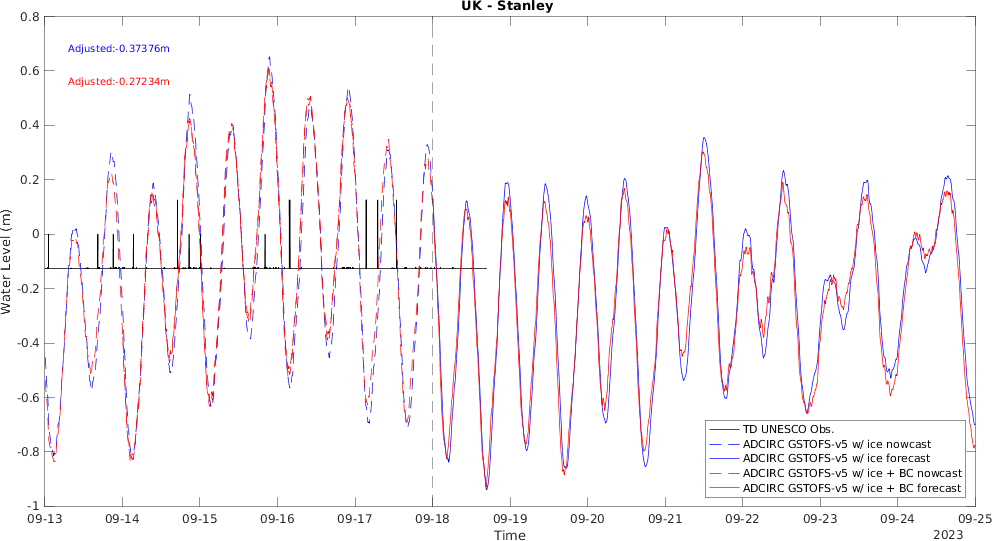 UK - Stanley
0.8
0.6
0.4
0.2
0
-0.2
-0.4
-0.6
-0.8
-1
Water Level (m)
Adjusted:-0.37376m
Adjusted:-0.27234m
TD UNESCO Obs.
ADCIRC GSTOFS-v5 w/ ice nowcast
ADCIRC GSTOFS-v5 w/ ice forecast
ADCIRC GSTOFS-v5 w/ ice + BC nowcast
ADCIRC GSTOFS-v5 w/ ice + BC forecast
09-13 09-14 09-15 09-16 09-17 09-18 09-19 09-20 09-21 09-22 09-23 09-24 09-25
Time
2023